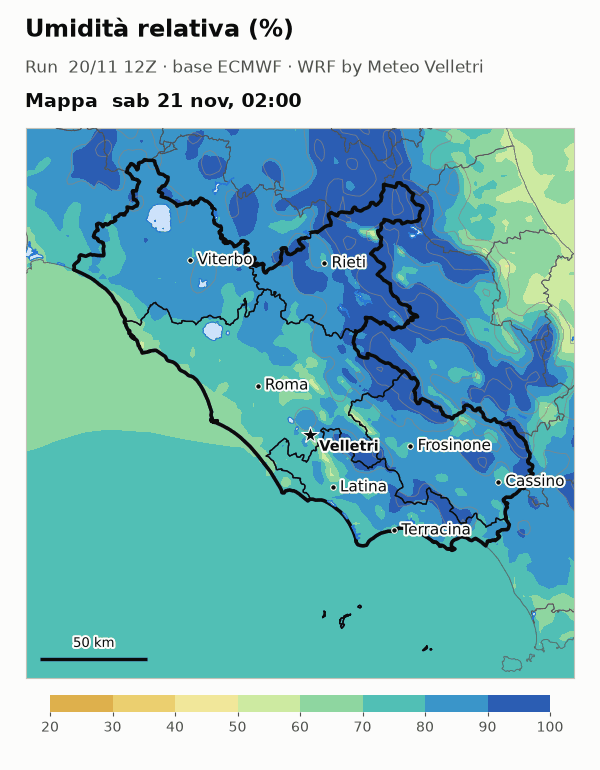 Umidità relativa (%)
Run  20/11 12Z · base ECMWF · WRF by Meteo Velletri
Mappa  sab 21 nov, 02:00
Viterbo
Rieti
Roma
Velletri
Frosinone
Latina
Cassino
Terracina
50 km
20 30 40 50 60 70 80 90 100